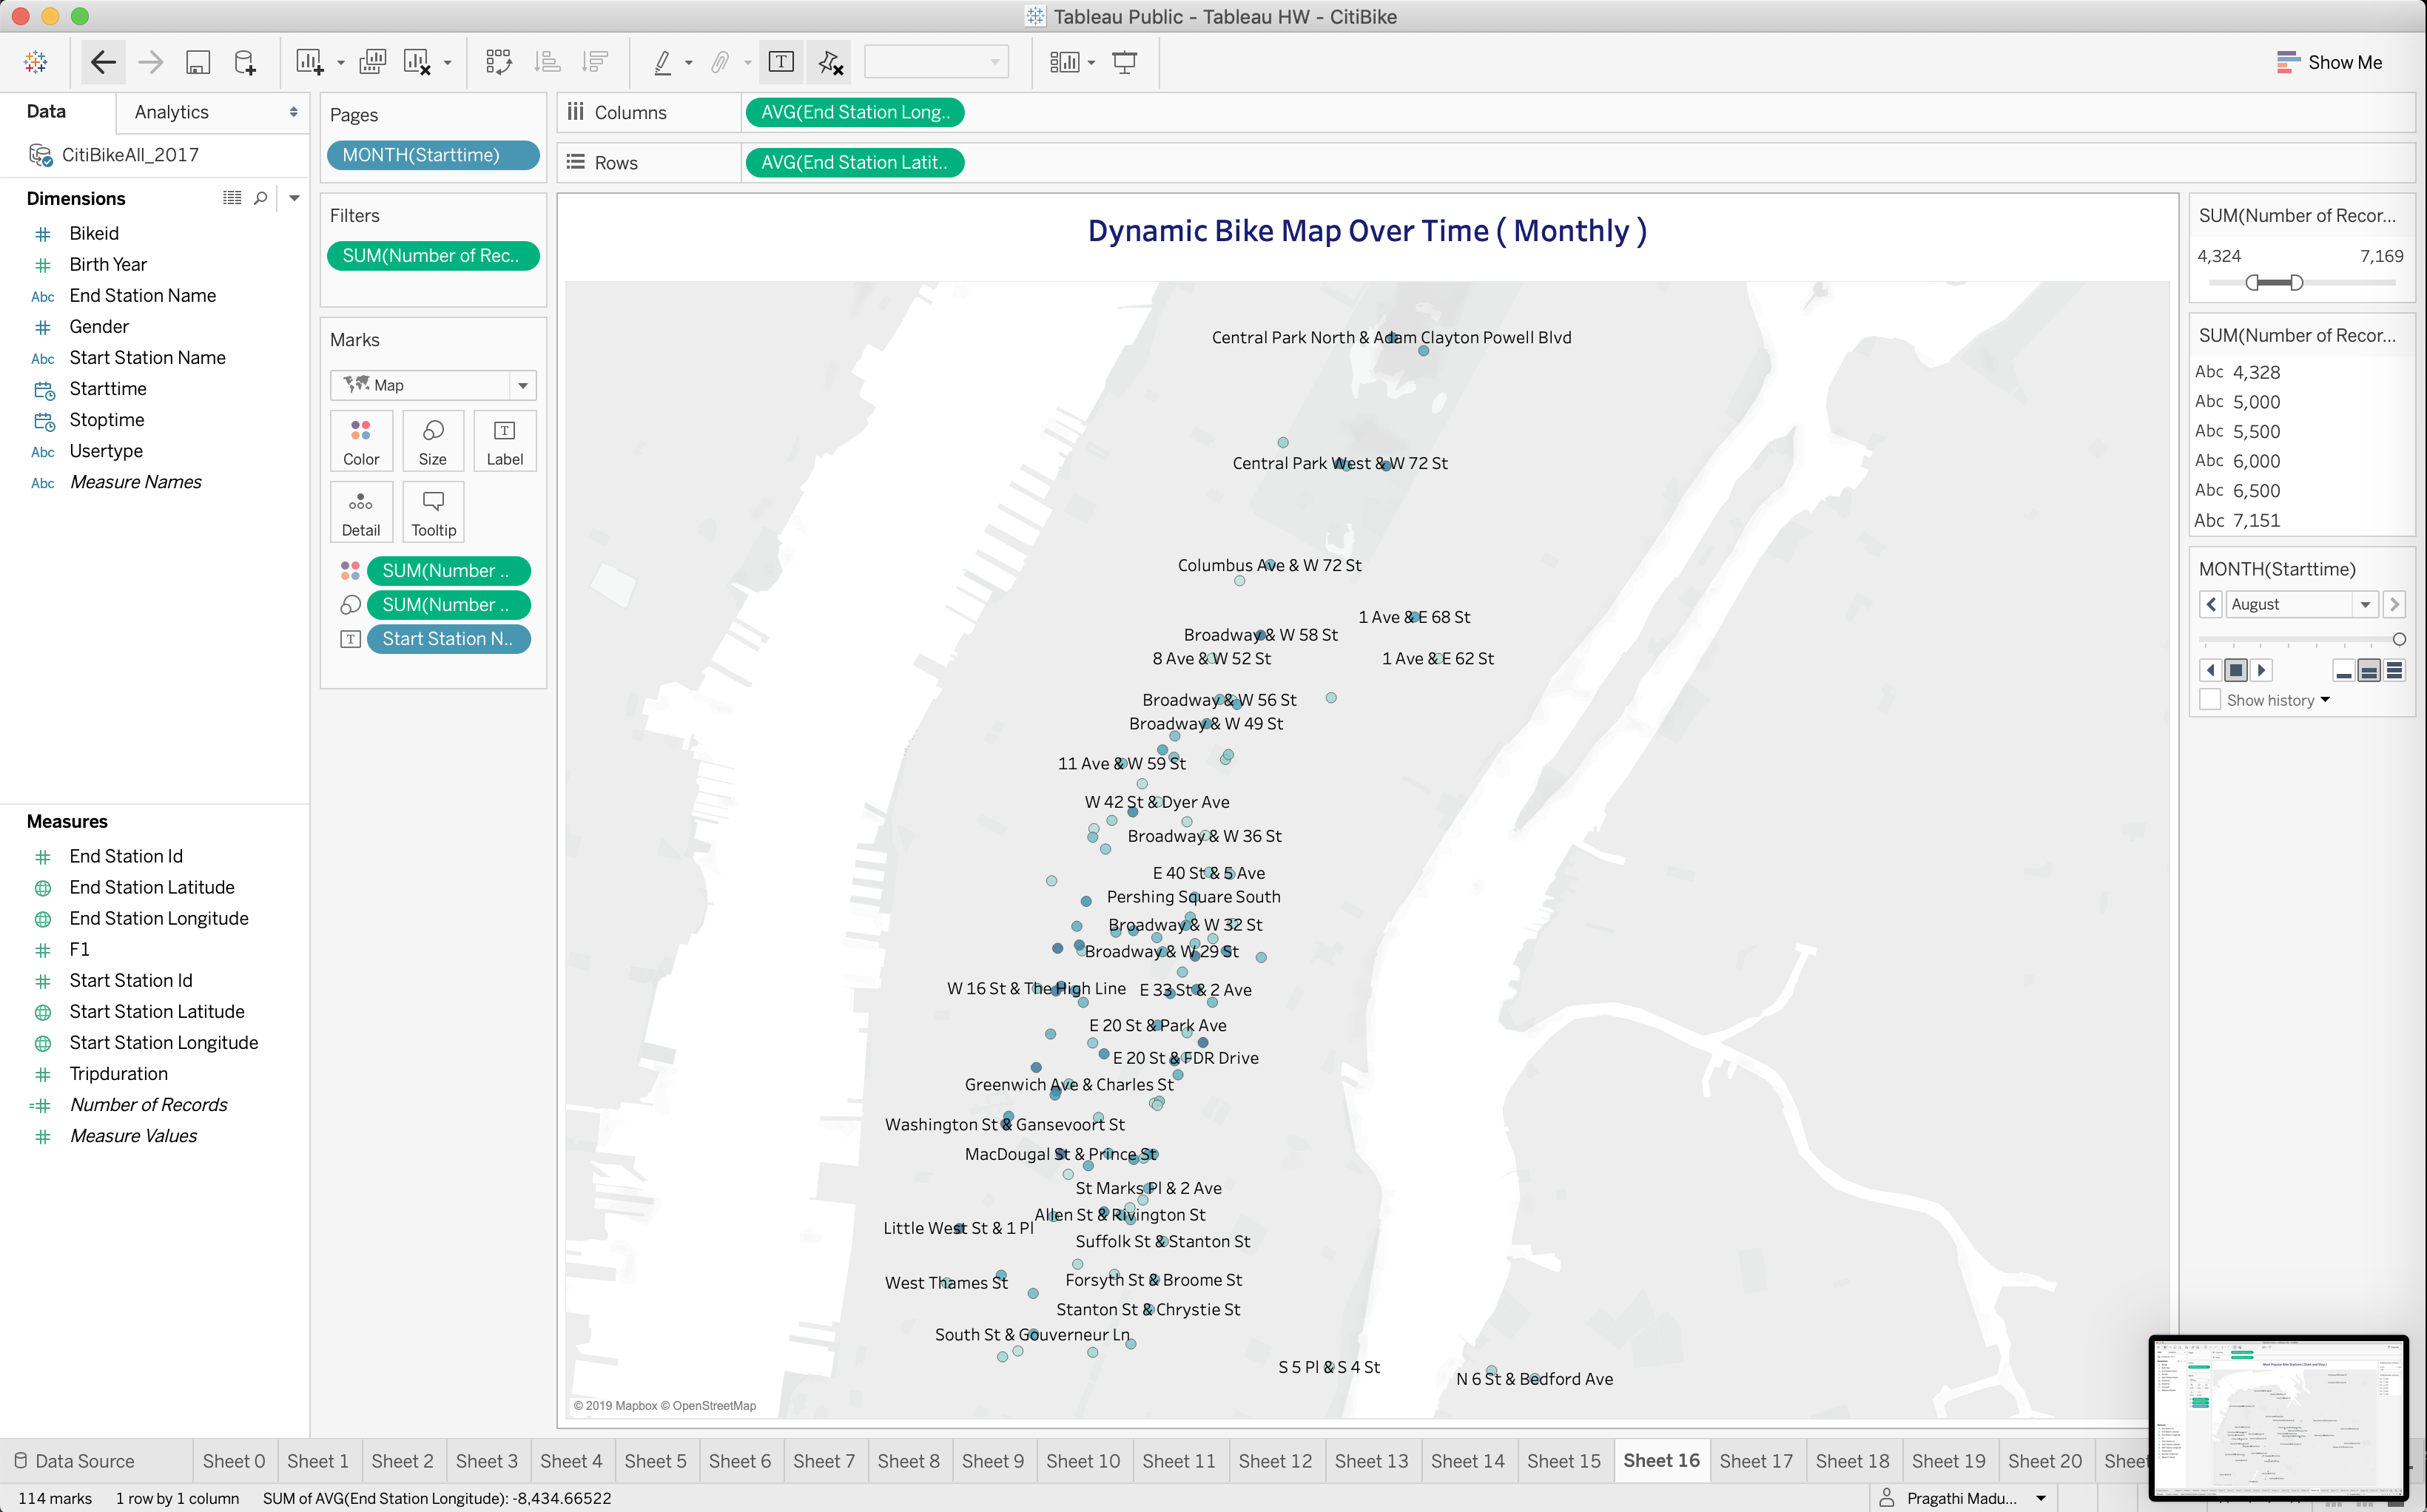 Tableau Public - Tableau HW - CitiBike
Show Me
Data
Analytics
CitiBikeAll_2017
Dimensions
Bikeid
Birth Year
Abc End Station Name
Gender
Abc Start Station Name
Starttime
Stoptime
Abc Usertype
Abc Measure Names
Measures
End Station Id
End Station Latitude
End Station Longitude
F1
Start Station Id
Start Station Latitude
Start Station Longitude
Tripduration
Number of Records
Measure Values
Pages
MONTH(Starttime)
Filters
SUM(Number of Rec..
Marks
Map
Color Size Label
Detail Tooltip
SUM(Number ..
SUM(Number ..
Start Station N..
Columns AVG(End Station Long..
Rows AVG(End Station Latit..
Dynamic Bike Map Over Time ( Monthly )
Central Park North & Adam Clayton Powell Blvd
Central Park West & W 72 St
Columbus Ave & W 72 St
1 Ave & E 68 St
Broadway & W 58 St
8 Ave & W 52 St
1 Ave & E 62 St
Broadway & W 56 St
Broadway & W 49 St
11 Ave & W 59 St
W 42 St & Dyer Ave
Broadway & W 36 St
E 40 St & 5 Ave
Pershing Square South
Broadway & W 32 St
Broadway & W 29 St
W 16 St & The High Line
E 33 St & 2 Ave
E 20 St & Park Ave
E 20 St & FDR Drive
Greenwich Ave & Charles St
Washington St & Gansevoort St
MacDougal St & Prince St
St Marks Pl & 2 Ave
Allen St & Rivington St
Little West St & 1 Pl
Suffolk St & Stanton St
West Thames St
Forsyth St & Broome St
Stanton St & Chrystie St
South St & Gouverneur Ln
S 5 Pl & S 4 St
N 6 St & Bedford Ave
© 2019 Mapbox © OpenStreetMap
SUM(Number of Recor...
4,324 7,169
SUM(Number of Recor...
Abc 4,328
Abc 5,000
Abc 5,500
Abc 6,000
Abc 6,500
Abc 7,151
MONTH(Starttime)
August
Show history
Data Source Sheet 0 Sheet 1 Sheet 2 Sheet 3 Sheet 4 Sheet 5 Sheet 6 Sheet 7 Sheet 8 Sheet 9 Sheet 10 Sheet 11 Sheet 12 Sheet 13 Sheet 14 Sheet 15 Sheet 16 Sheet 17 Sheet 18 Sheet 19 Sheet 20 Sheet
114 marks 1 row by 1 column SUM of AVG(End Station Longitude): -8,434.66522
Pragathi Madu...